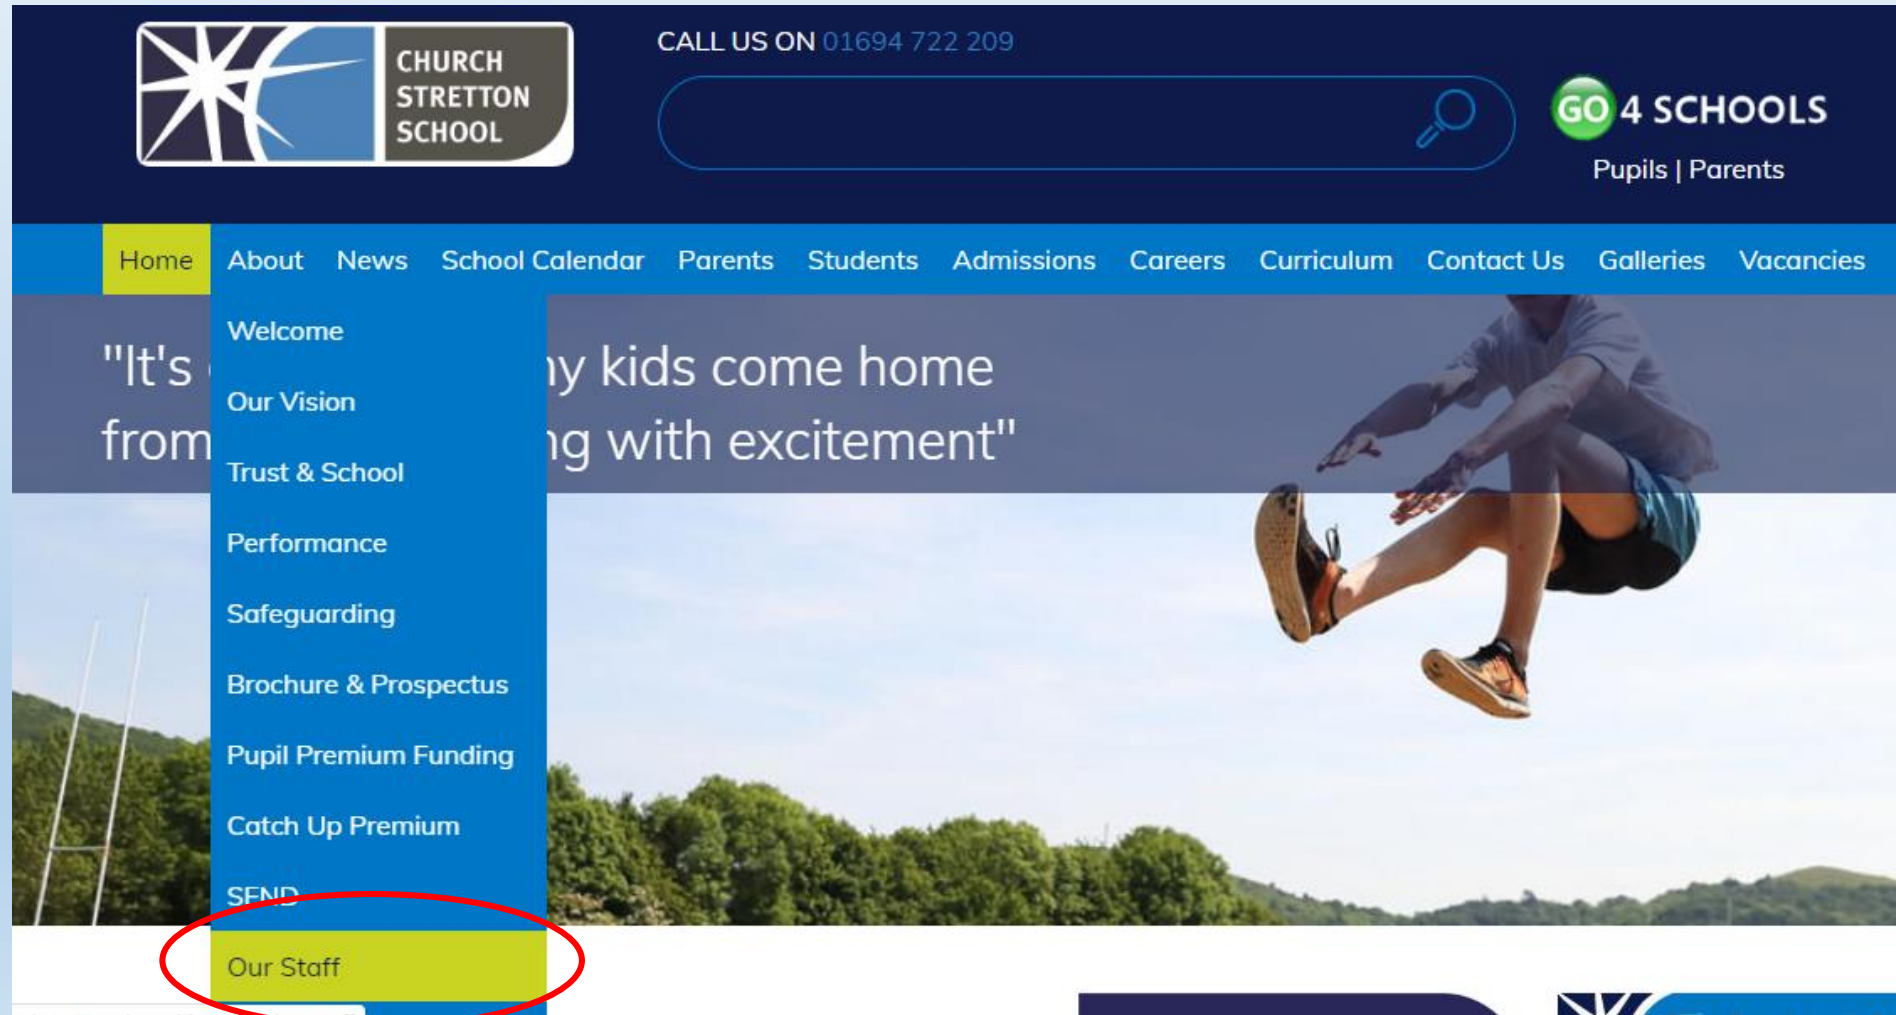 CHURCH
STRETTON
SCHOOL
CALL US ON 01694 722 209
GO 4 SCHOOLS
Pupils | Parents
Home About News School Calendar Parents Students Admissions Careers Curriculum Contact Us Galleries Vacancies
Welcome
Our Vision
Trust & School
Performance
Safeguarding
Brochure & Prospectus
Pupil Premium Funding
Catch Up Premium
SEND
Our Staff
"It's kids come home
from with excitement"